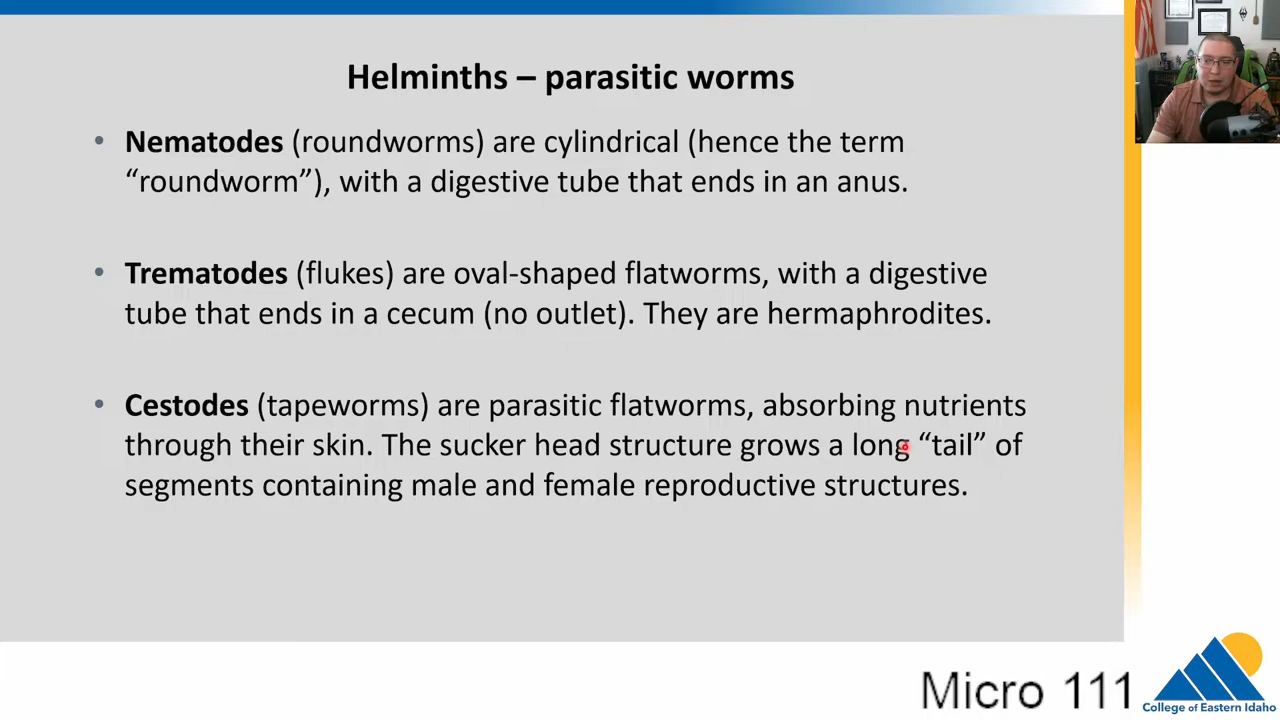 Helminths – parasitic worms
• Nematodes (roundworms) are cylindrical (hence the term
“roundworm”), with a digestive tube that ends in an anus.
• Trematodes (flukes) are oval-shaped flatworms, with a digestive
tube that ends in a cecum (no outlet). They are hermaphrodites.
• Cestodes (tapeworms) are parasitic flatworms, absorbing nutrients
through their skin. The sucker head structure grows a long “tail” of
segments containing male and female reproductive structures.
Micro 111
College of Eastern Idaho